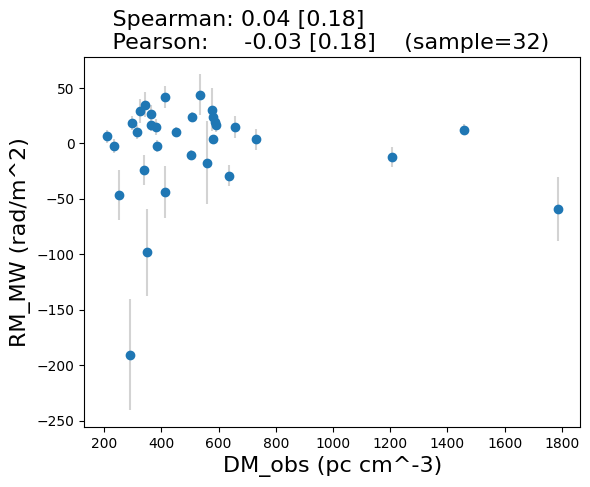 Spearman: 0.04 [0.18]
Pearson: -0.03 [0.18] (sample=32)
RM_MW (rad/m^2)
50
0
−50
−100
−150
−200
−250
200 400 600 800 1000 1200 1400 1600 1800
DM_obs (pc cm^-3)